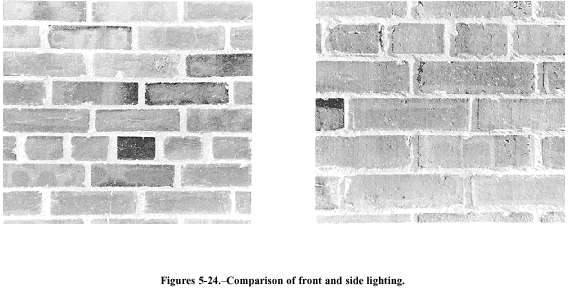 Figures 5-24.–Comparison of front and side lighting.